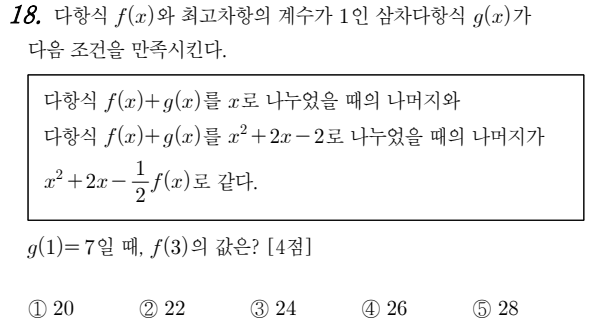 18. 다항식 f(x)와 최고차항의 계수가 1인 삼차다항식 g(x)가
다음 조건을 만족시킨다.
다항식 f(x)+g(x)를 x로 나누었을 때의 나머지와
다항식 f(x)+g(x)를 x²+2x−2로 나누었을 때의 나머지가
x²+2x−1/2f(x)로 같다.
g(1)=7일 때, f(3)의 값은? [4점]
① 20 ② 22 ③ 24 ④ 26 ⑤ 28